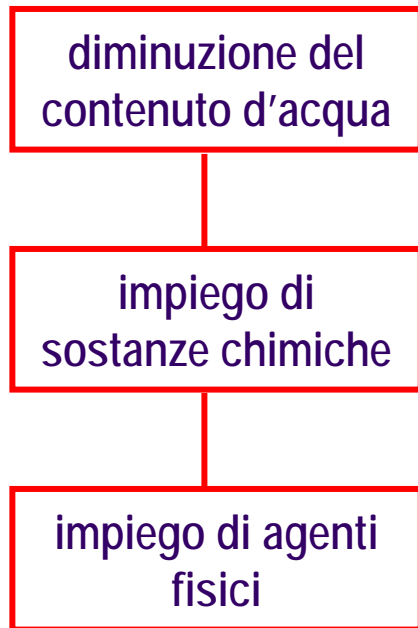 diminuzione del
contenuto d'acqua
impiego di
sostanze chimiche
impiego di agenti
fisici